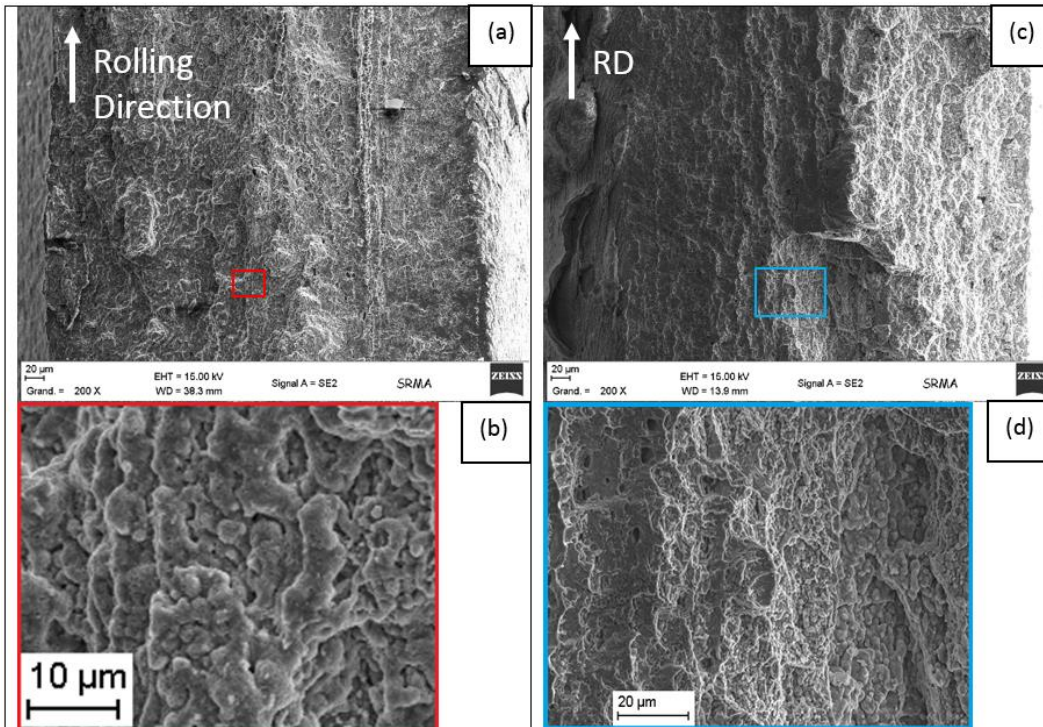 (a)
Rolling
Direction
20 µm
Grand. = 200 X
EHT = 15.00 kV
WD = 38.3 mm
Signal A = SE2
SRMA
ZEISS
(c)
RD
20 µm
Grand. = 200 X
EHT = 15.00 kV
WD = 13.9 mm
Signal A = SE2
SRMA
ZEISS
(b)
10 µm
(d)
20 µm